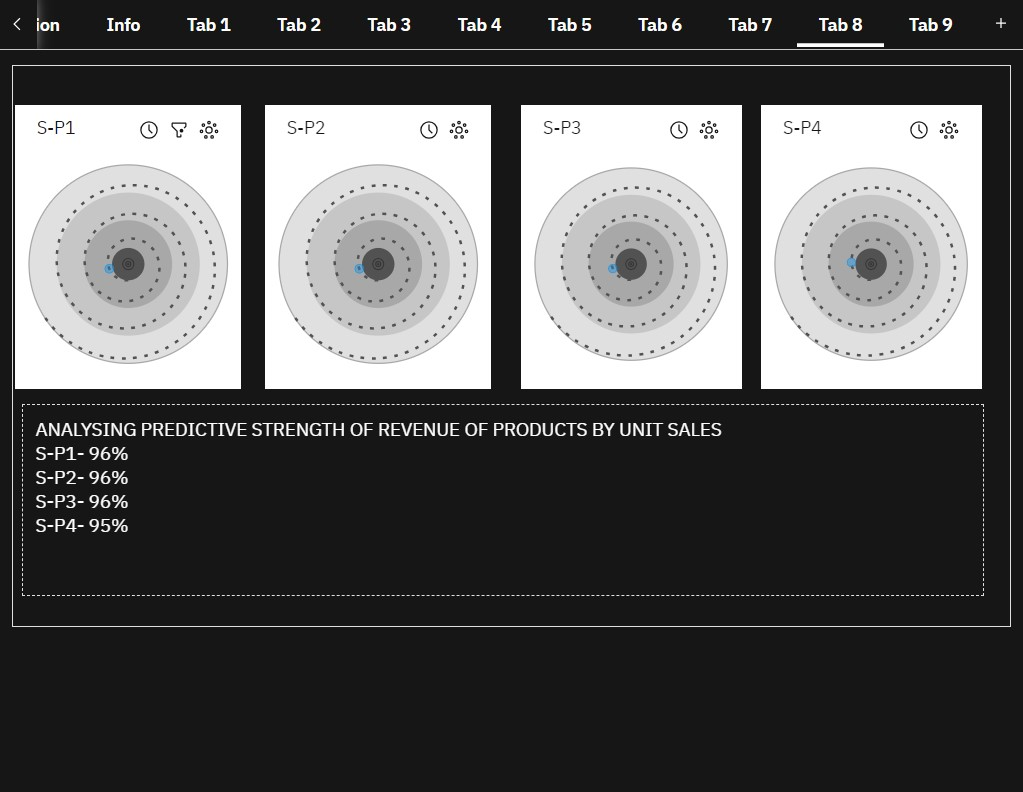 ion Info Tab 1 Tab 2 Tab 3 Tab 4 Tab 5 Tab 6 Tab 7 Tab 8 Tab 9 +
S-P1 S-P2 S-P3 S-P4
ANALYSING PREDICTIVE STRENGTH OF REVENUE OF PRODUCTS BY UNIT SALES
S-P1- 96%
S-P2- 96%
S-P3- 96%
S-P4- 95%